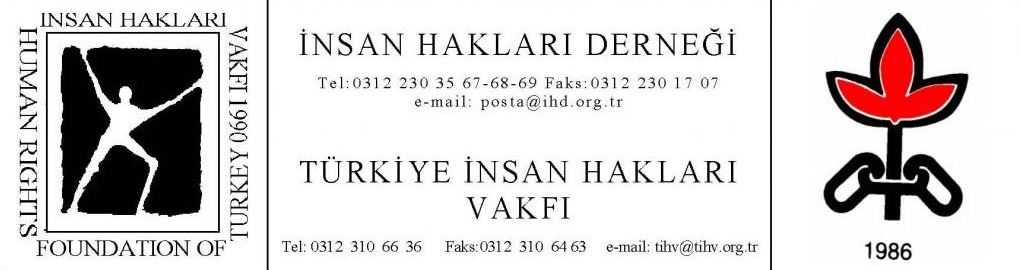 İNSAN HAKLARI
VAKFI 1990 TURKEY
HUMAN RIGHTS
FOUNDATION OF
İNSAN HAKLARI DERNEĞİ
Tel:0312 230 35 67-68-69 Faks:0312 230 17 07
e-mail: posta@ihd.org.tr
TÜRKİYE İNSAN HAKLARI
VAKFI
Tel: 0312 310 66 36 Faks:0312 310 64 63 e-mail: tihv@tihv.org.tr
1986